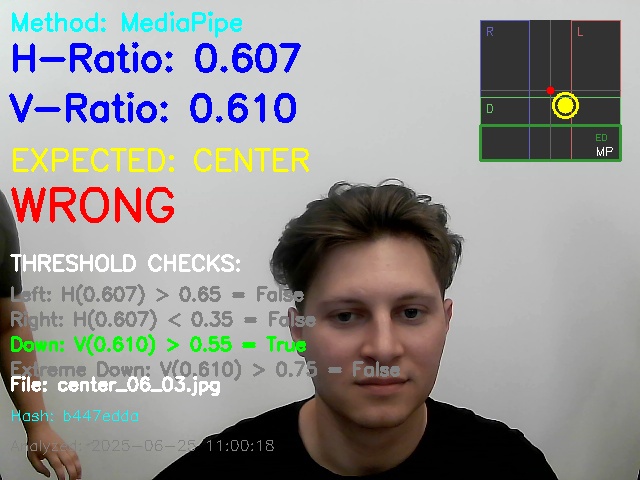 Method: MediaPipe
H-Ratio: 0.607
V-Ratio: 0.610
EXPECTED: CENTER
WRONG
THRESHOLD CHECKS:
Left: H(0.607) > 0.65 = False
Right: H(0.607) < 0.35 = False
Down: V(0.610) > 0.55 = True
Extreme Down: V(0.610) > 0.75 = False
File: center_06_03.jpg
Hash: b447edda
Analyzed: 2025-06-25 11:00:18
R
L
D
ED
MP